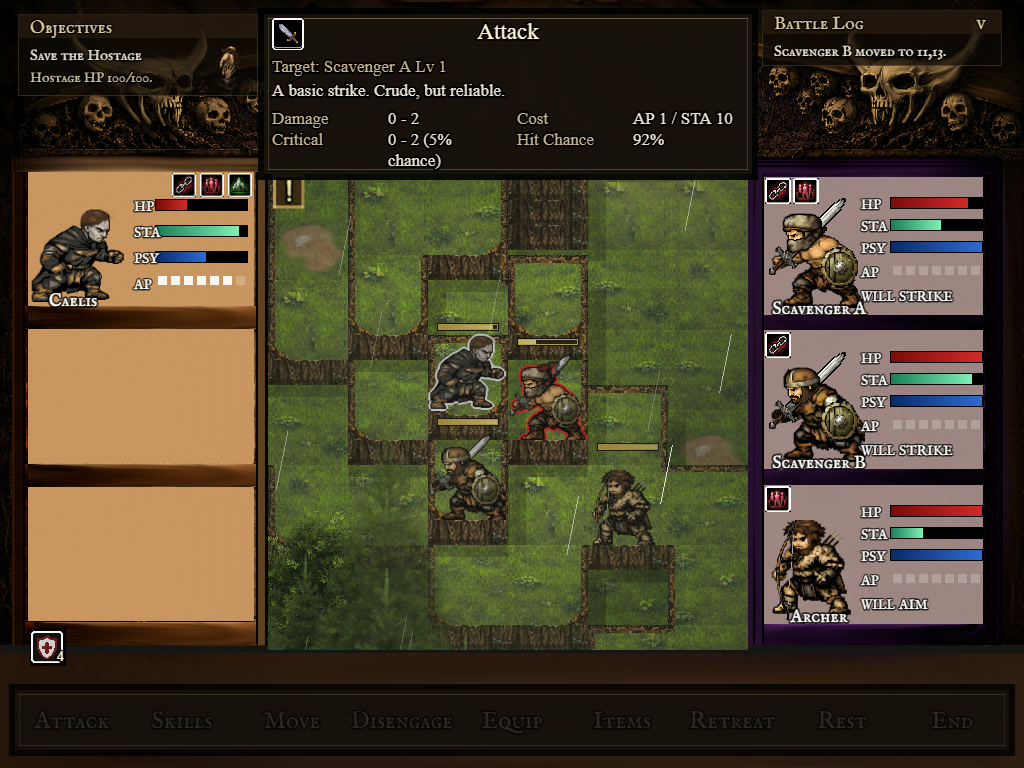 Objectives
Save the Hostage
Hostage HP 100/100.
Attack
Target: Scavenger A Lv 1
A basic strike. Crude, but reliable.
Damage 0 - 2 Cost AP 1 / STA 10
Critical 0 - 2 (5% chance) Hit Chance 92%
Battle Log V
Scavenger B moved to 11,13.
HP
STA
PSY
AP
Caelis
!
HP
STA
PSY
AP
Will Strike
Scavenger A
HP
STA
PSY
AP
Will Strike
Scavenger B
HP
STA
PSY
AP
Will Aim
Archer
4
Attack Skills Move Disengage Equip Items Retreat Rest End